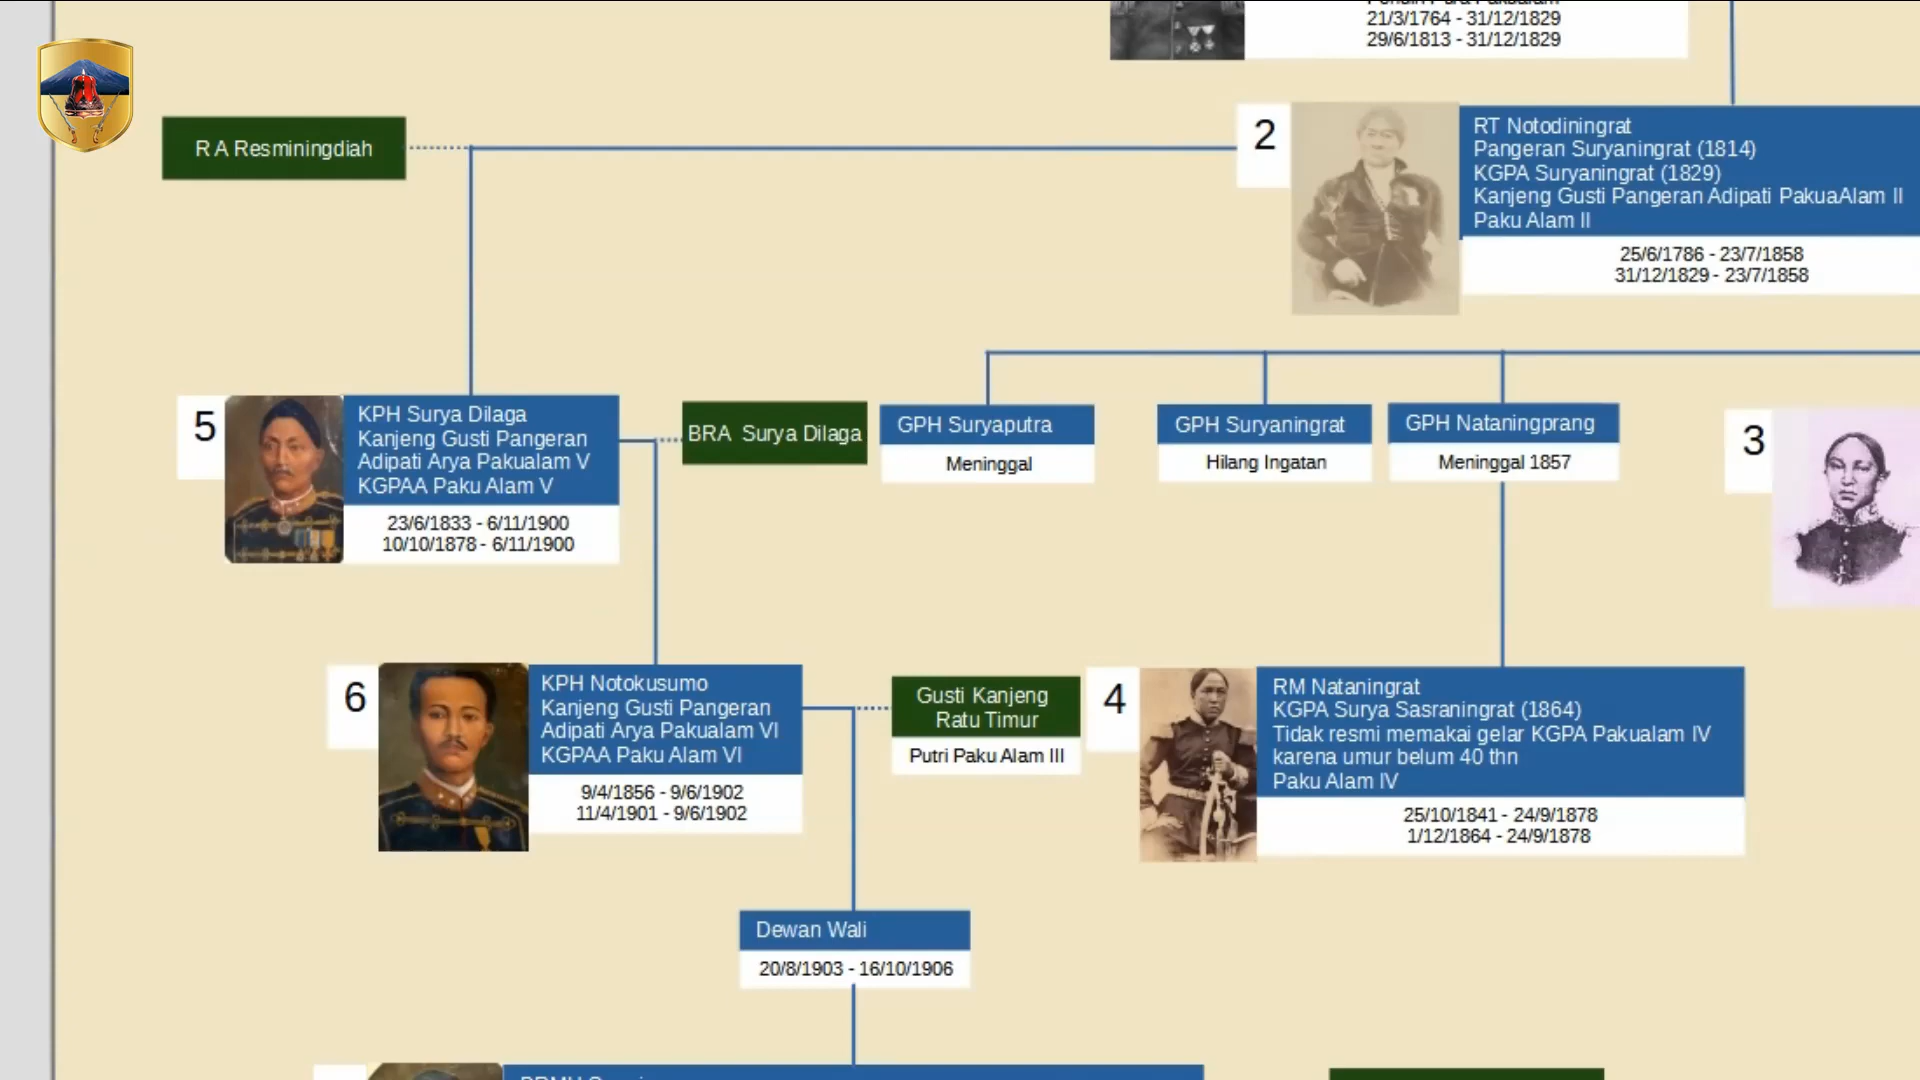 21/3/1764 - 31/12/1829
29/6/1813 - 31/12/1829
R A Resminingdiah
2
RT Notodiningrat
Pangeran Suryaningrat (1814)
KGPA Suryaningrat (1829)
Kanjeng Gusti Pangeran Adipati PakuaAlam II
Paku Alam II
25/6/1786 - 23/7/1858
31/12/1829 - 23/7/1858
5
KPH Surya Dilaga
Kanjeng Gusti Pangeran
Adipati Arya Pakualam V
KGPAA Paku Alam V
23/6/1833 - 6/11/1900
10/10/1878 - 6/11/1900
BRA Surya Dilaga
GPH Suryaputra
Meninggal
GPH Suryaningrat
Hilang Ingatan
GPH Nataningprang
Meninggal 1857
3
6
KPH Notokusumo
Kanjeng Gusti Pangeran
Adipati Arya Pakualam VI
KGPAA Paku Alam VI
9/4/1856 - 9/6/1902
11/4/1901 - 9/6/1902
Gusti Kanjeng
Ratu Timur
Putri Paku Alam III
4
RM Nataningrat
KGPA Surya Sasraningrat (1864)
Tidak resmi memakai gelar KGPA Pakualam IV
karena umur belum 40 thn
Paku Alam IV
25/10/1841 - 24/9/1878
1/12/1864 - 24/9/1878
Dewan Wali
20/8/1903 - 16/10/1906